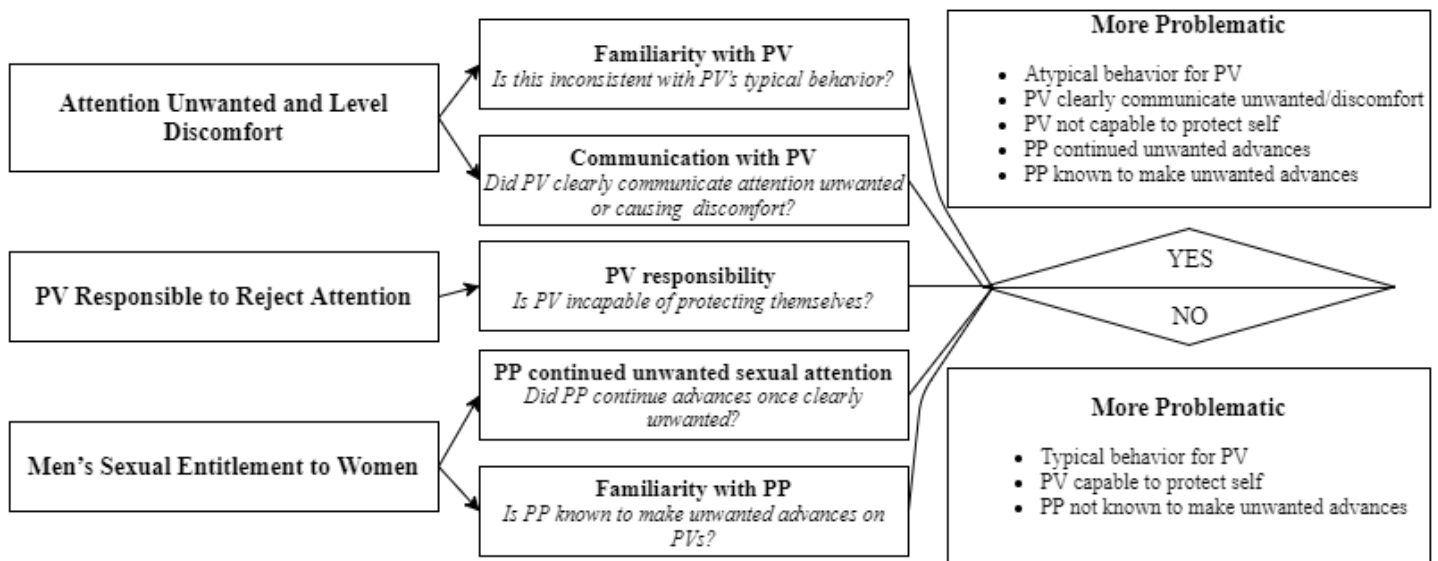 Attention Unwanted and Level
Discomfort
PV Responsible to Reject Attention
Men's Sexual Entitlement to Women
Familiarity with PV
Is this inconsistent with PV's typical behavior?
Communication with PV
Did PV clearly communicate attention unwanted
or causing discomfort?
PV responsibility
Is PV incapable of protecting themselves?
PP continued unwanted sexual attention
Did PP continue advances once clearly
unwanted?
Familiarity with PP
Is PP known to make unwanted advances on
PVs?
More Problematic
• Atypical behavior for PV
• PV clearly communicate unwanted/discomfort
• PV not capable to protect self
• PP continued unwanted advances
• PP known to make unwanted advances
YES
NO
More Problematic
• Typical behavior for PV
• PV capable to protect self
• PP not known to make unwanted advances